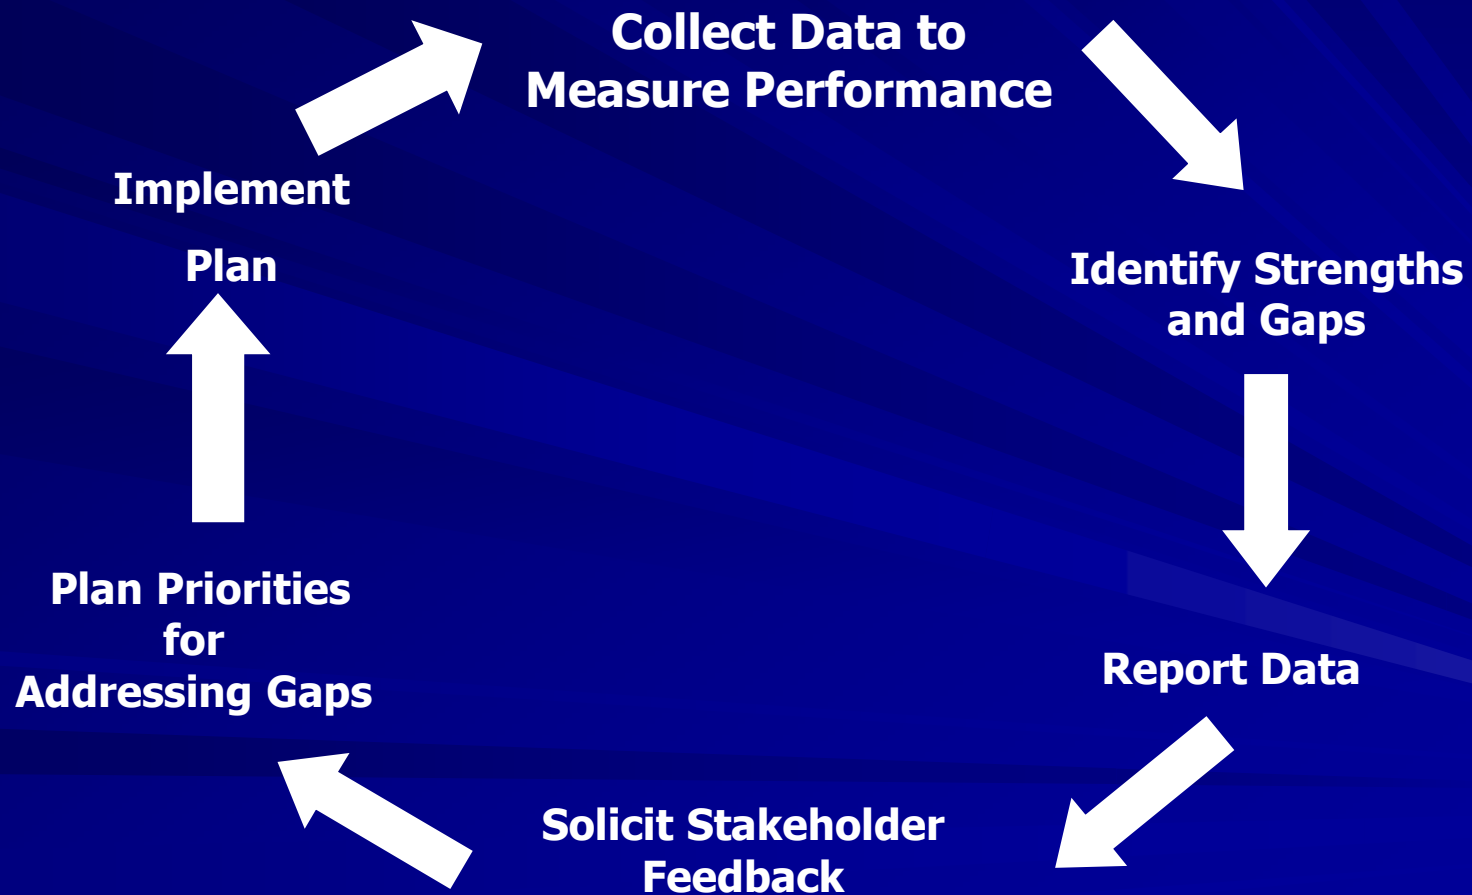 Collect Data to
Measure Performance
Identify Strengths
and Gaps
Report Data
Solicit Stakeholder
Feedback
Plan Priorities
for
Addressing Gaps
Implement
Plan